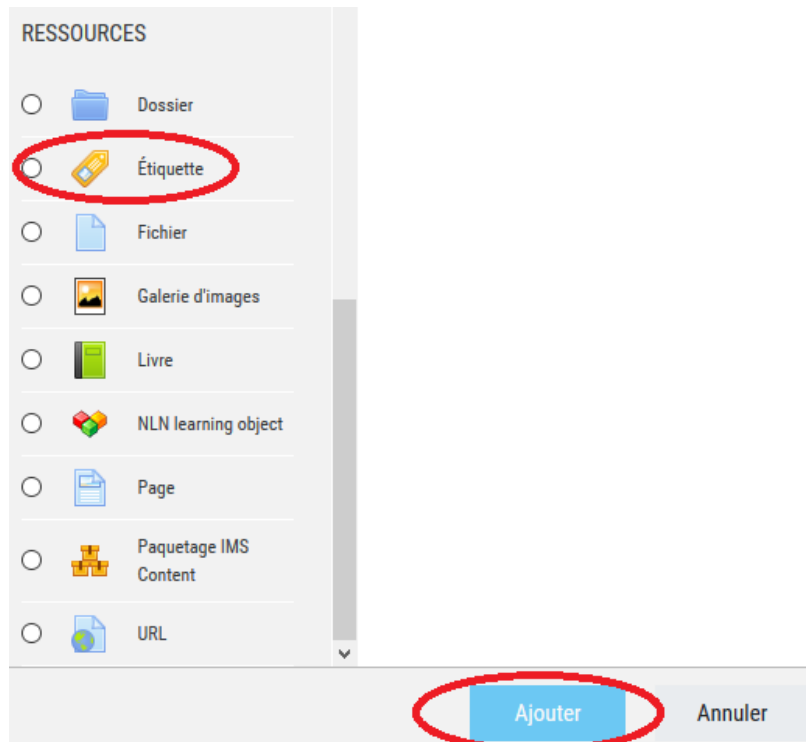 RESSOURCES
Dossier
Étiquette
Fichier
Galerie d'images
Livre
NLN learning object
Page
Paquetage IMS
Content
URL
Ajouter
Annuler